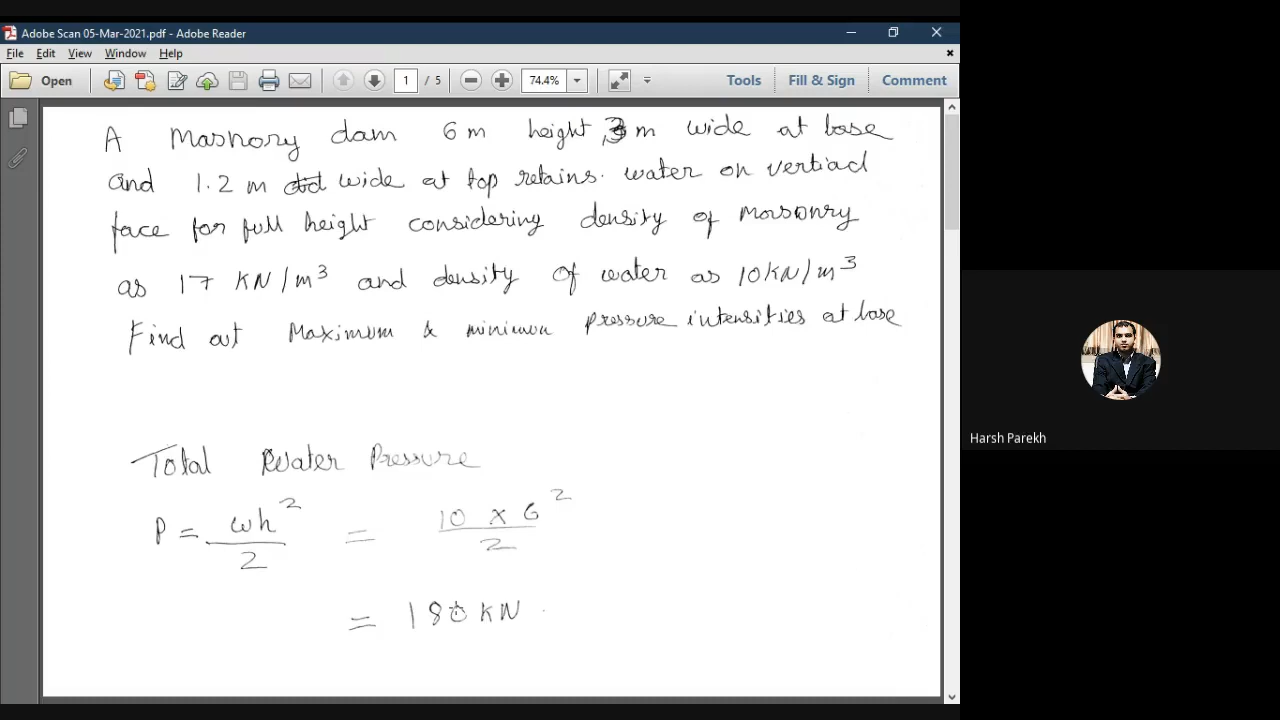 Adobe Scan 05-Mar-2021.pdf - Adobe Reader
File Edit View Window Help
Open 1 / 5 74.4% Tools Fill & Sign Comment
A Masnory dam 6 m height, 3 m wide at base
and 1.2 m wide at top retains. water on vertical
face for full height considering density of masonry
as 17 KN/m³ and density of water as 10 KN/m³
Find out Maximum & minimum pressure intensities at base
Total Water Pressure
P = ωh²/2 = 10 × 6²/2
= 180 KN
Harsh Parekh